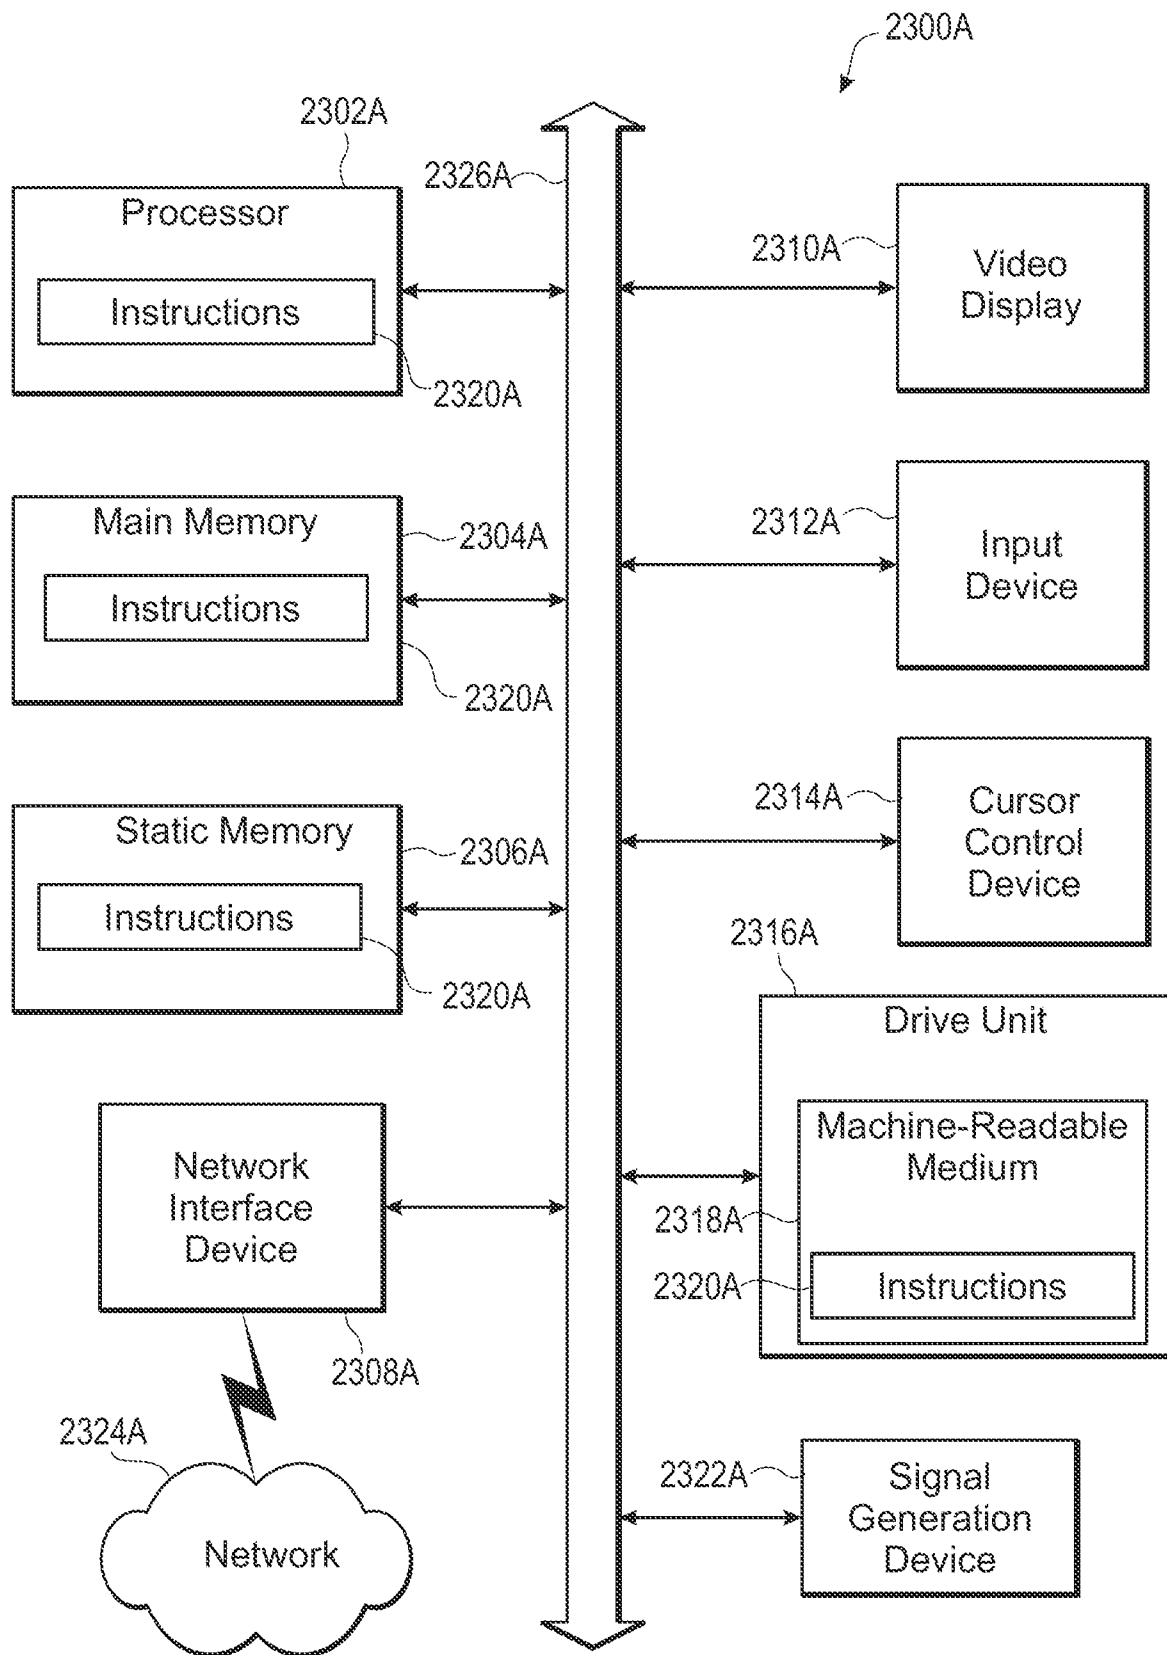 2300A
2302A
2326A
Processor
Instructions
2320A
2310A
Video
Display
Main Memory
2304A
Instructions
2320A
2312A
Input
Device
Static Memory
2306A
Instructions
2320A
2314A
Cursor
Control
Device
2316A
Drive Unit
Machine-Readable
Medium
2318A
2320A
Instructions
Network
Interface
Device
2308A
2324A
Network
2322A
Signal
Generation
Device